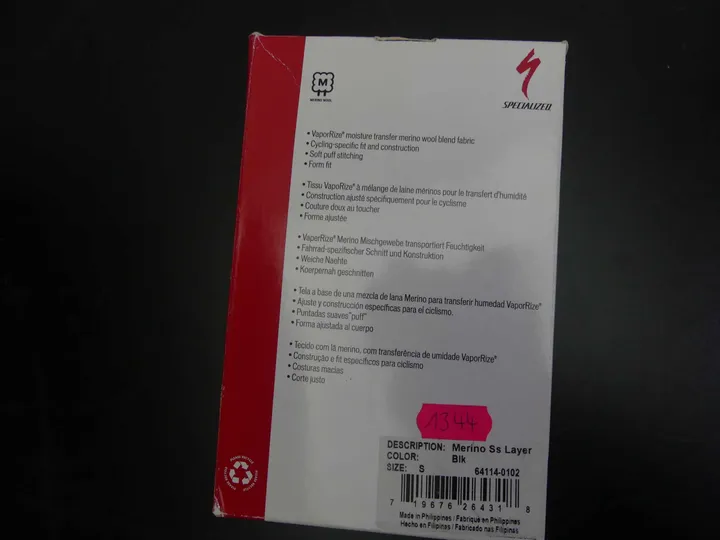 M
MERINO WOOL
SPECIALIZED
• VaporRize® moisture transfer merino wool blend fabric
• Cycling-specific fit and construction
• Soft puff stitching
• Form fit
• Tissu VapoRize® à mélange de laine mérinos pour le transfert d'humidité
• Construction ajusté spécifiquement pour le cyclisme
• Couture doux au toucher
• Forme ajustée
• VaperRize® Merino Mischgewebe transportiert Feuchtigkeit
• Fahrrad-spezifischer Schnitt und Konstruktion
• Weiche Naehte
• Koerpernah geschnitten
• Tela a base de una mezcla de lana Merino para transferir humedad VaporRize®
• Ajuste y construcción específicas para el ciclismo.
• Puntadas suaves"puff"
• Forma ajustada al cuerpo
• Tecido com lã merino, com transferência de umidade VaporRize®
• Construção e fit específicos para ciclismo
• Costuras macias
• Corte justo
1344
DESCRIPTION: Merino Ss Layer
COLOR: Blk
SIZE: S 64114-0102
7 19676 26431 8
Made in Philippines / Fabriqué en Philippines
Hecho en Filipinas / Fabricado nas Filipinas